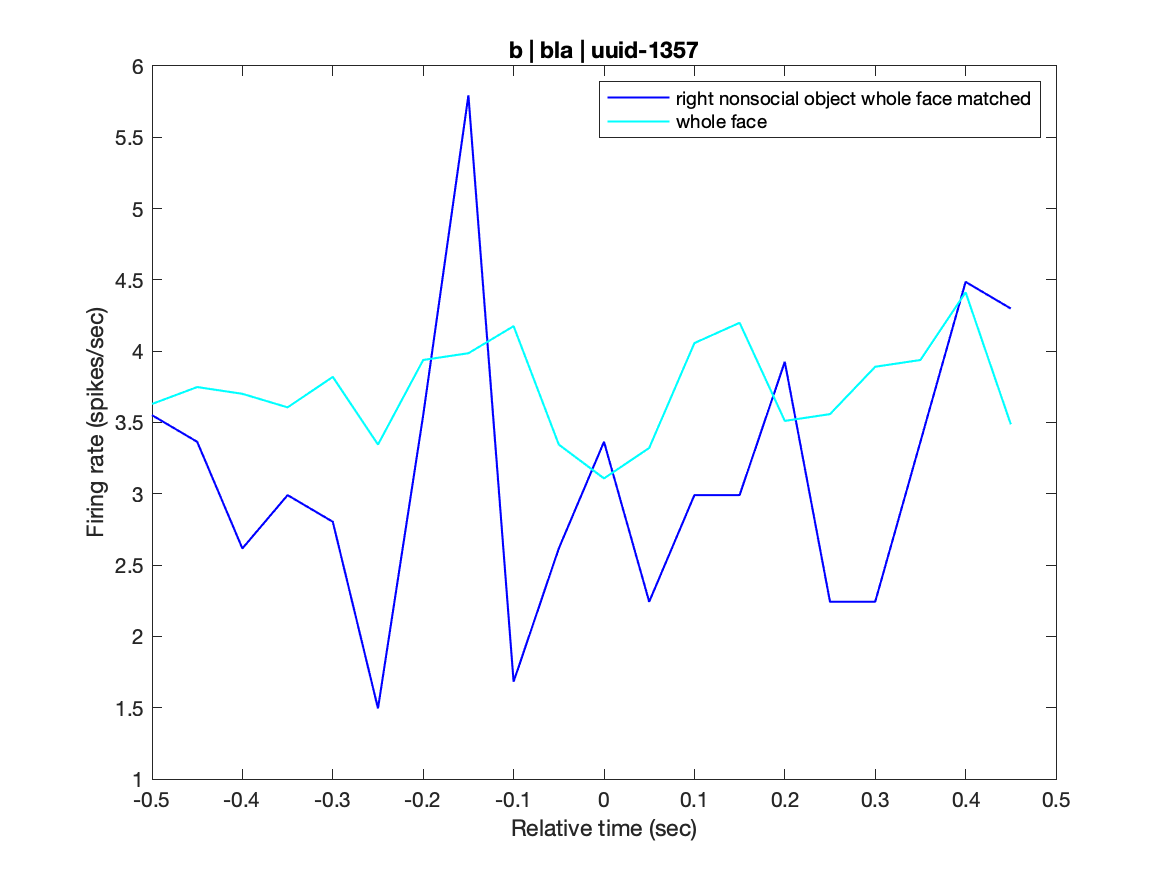 b | bla | uuid-1357
right nonsocial object whole face matched
whole face
6
5.5
5
4.5
4
3.5
3
2.5
2
1.5
1
Firing rate (spikes/sec)
-0.5 -0.4 -0.3 -0.2 -0.1 0 0.1 0.2 0.3 0.4 0.5
Relative time (sec)